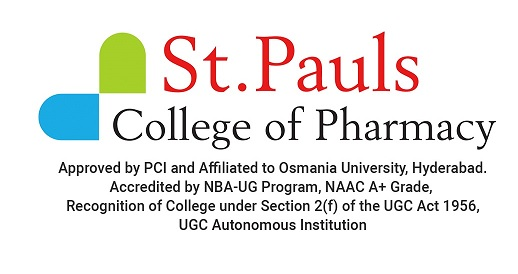 St.Pauls
College of Pharmacy
Approved by PCI and Affiliated to Osmania University, Hyderabad.
Accredited by NBA-UG Program, NAAC A+ Grade,
Recognition of College under Section 2(f) of the UGC Act 1956,
UGC Autonomous Institution